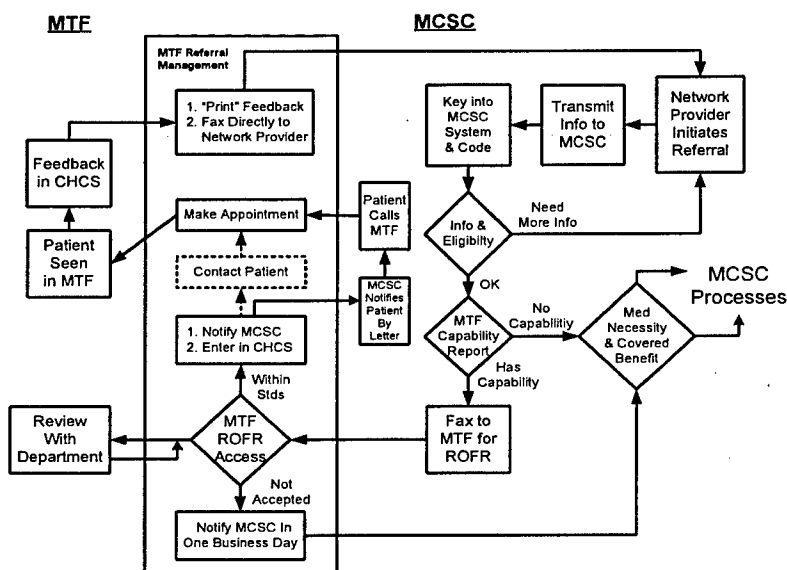 MTF
MCSC
MTF Referral
Management
1. "Print" Feedback
2. Fax Directly to
Network Provider
Key into
MCSC
System
& Code
Transmit
Info to
MCSC
Network
Provider
Initiates
Referral
Feedback
in CHCS
Make Appointment
Patient
Calls
MTF
Info &
Eligibilty
Need
More Info
Patient
Seen
in MTF
Contact Patient
MCSC
Notifies
Patient
By
Letter
OK
MCSC
Processes
1. Notify MCSC
2. Enter in CHCS
MTF
Capability
Report
No
Capabliitiy
Med
Necessity
& Covered
Benefit
Within
Stds
Has
Capability
Review
With
Department
MTF
ROFR
Access
Fax to
MTF for
ROFR
Not
Accepted
Notify MCSC In
One Business Day